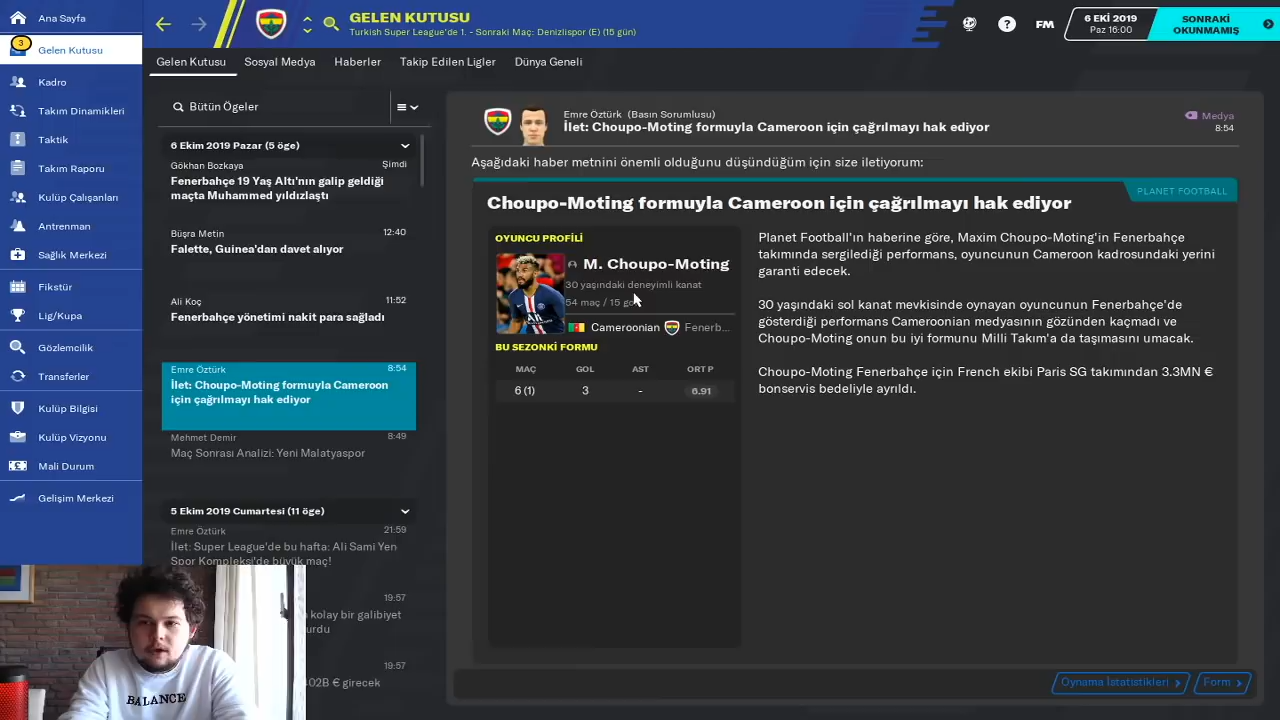 Ana Sayfa
3
Gelen Kutusu
Kadro
Takım Dinamikleri
Taktik
Takım Raporu
Kulüp Çalışanları
Antrenman
Sağlık Merkezi
Fikstür
Lig/Kupa
Gözlemcilik
Transferler
Kulüp Bilgisi
Kulüp Vizyonu
Mali Durum
Gelişim Merkezi
GELEN KUTUSU
Turkish Super League'de 1. - Sonraki Maç: Denizlispor (E) (15 gün)
FM
6 EKİ 2019
Paz 16:00
SONRAKİ
OKUNMAMIŞ
Gelen Kutusu
Sosyal Medya
Haberler
Takip Edilen Ligler
Dünya Geneli
Bütün Ögeler
6 Ekim 2019 Pazar (5 öge)
Gökhan Bozkaya
Şimdi
Fenerbahçe 19 Yaş Altı'nın galip geldiği
maçta Muhammed yıldızlaştı
Büşra Metin
12:40
Falette, Guinea'dan davet alıyor
Ali Koç
11:52
Fenerbahçe yönetimi nakit para sağladı
Emre Öztürk
8:54
İlet: Choupo-Moting formuyla Cameroon
için çağrılmayı hak ediyor
Mehmet Demir
8:49
Maç Sonrası Analizi: Yeni Malatyaspor
5 Ekim 2019 Cumartesi (11 öge)
Emre Öztürk
21:59
İlet: Super League'de bu hafta: Ali Sami Yen
Spor Kompleksi'de büyük maç!
19:57
kolay bir galibiyet
urdu
19:57
02B € girecek
BALANCE
Emre Öztürk (Basın Sorumlusu)
İlet: Choupo-Moting formuyla Cameroon için çağrılmayı hak ediyor
Medya
8:54
Aşağıdaki haber metnini önemli olduğunu düşündüğüm için size iletiyorum:
PLANET FOOTBALL
Choupo-Moting formuyla Cameroon için çağrılmayı hak ediyor
OYUNCU PROFİLİ
M. Choupo-Moting
30 yaşındaki deneyimli kanat
54 maç / 15 go
Cameroonian
Fenerb...
BU SEZONKİ FORMU
MAÇ GOL AST ORT P
6 (1) 3 - 6.91
Planet Football'ın haberine göre, Maxim Choupo-Moting'in Fenerbahçe
takımında sergilediği performans, oyuncunun Cameroon kadrosundaki yerini
garanti edecek.
30 yaşındaki sol kanat mevkisinde oynayan oyuncunun Fenerbahçe'de
gösterdiği performans Cameroonian medyasının gözünden kaçmadı ve
Choupo-Moting onun bu iyi formunu Milli Takım'a da taşımasını umacak.
Choupo-Moting Fenerbahçe için French ekibi Paris SG takımından 3.3MN €
bonservis bedeliyle ayrıldı.
Oynama İstatistikleri
Form